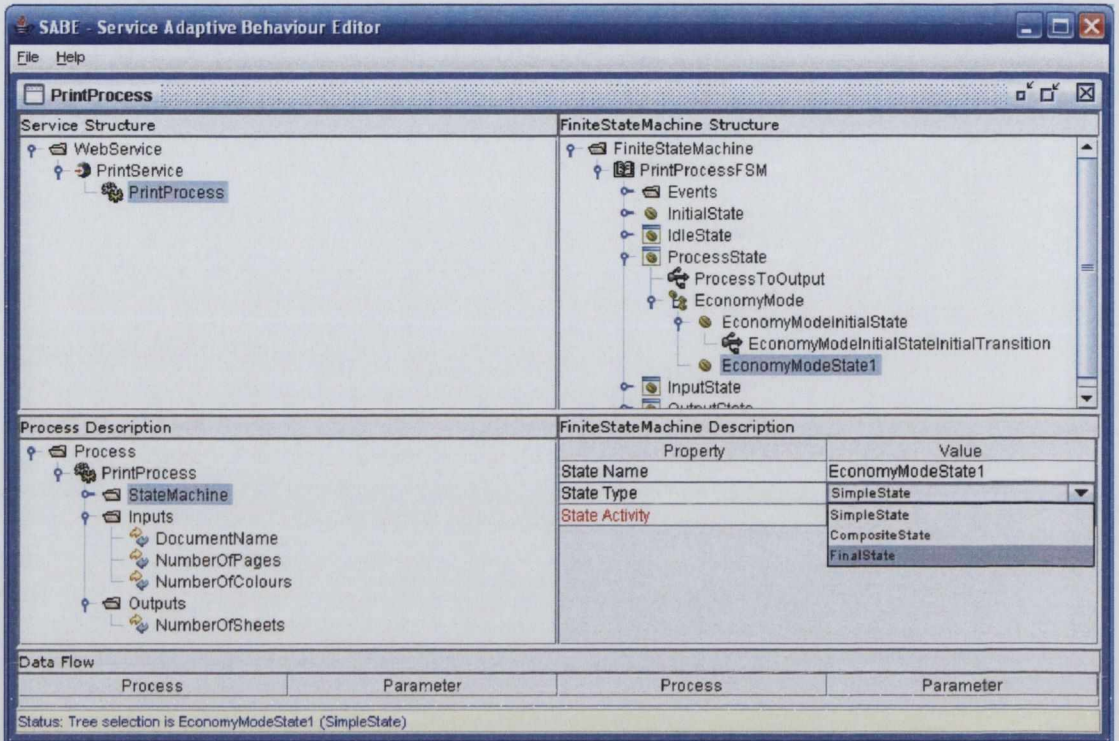 SABE - Service Adaptive Behaviour Editor
File Help
PrintProcess
Service Structure
WebService
PrintService
PrintProcess
FiniteStateMachine Structure
FiniteStateMachine
PrintProcessFSM
Events
InitialState
IdleState
ProcessState
ProcessToOutput
EconomyMode
EconomyModeInitialState
EconomyModeInitialStateInitialTransition
EconomyModeState1
InputState
OutputState
Process Description
Process
PrintProcess
StateMachine
Inputs
DocumentName
NumberOfPages
NumberOfColours
Outputs
NumberOfSheets
FiniteStateMachine Description
Property Value
State Name EconomyModeState1
State Type SimpleState
State Activity SimpleState
CompositeState
FinalState
Data Flow
Process Parameter Process Parameter
Status: Tree selection is EconomyModeState1 (SimpleState)